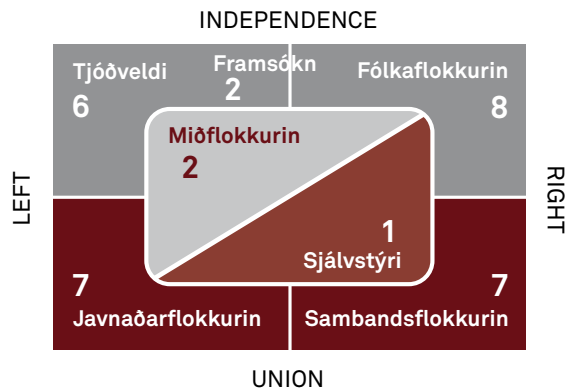 INDEPENDENCE
Tjóðveldi
6
Framsókn
2
Fólkaflokkurin
8
Miðflokkurin
2
LEFT
RIGHT
1
Sjálvstýri
7
Javnaðarflokkurin
7
Sambandsflokkurin
UNION